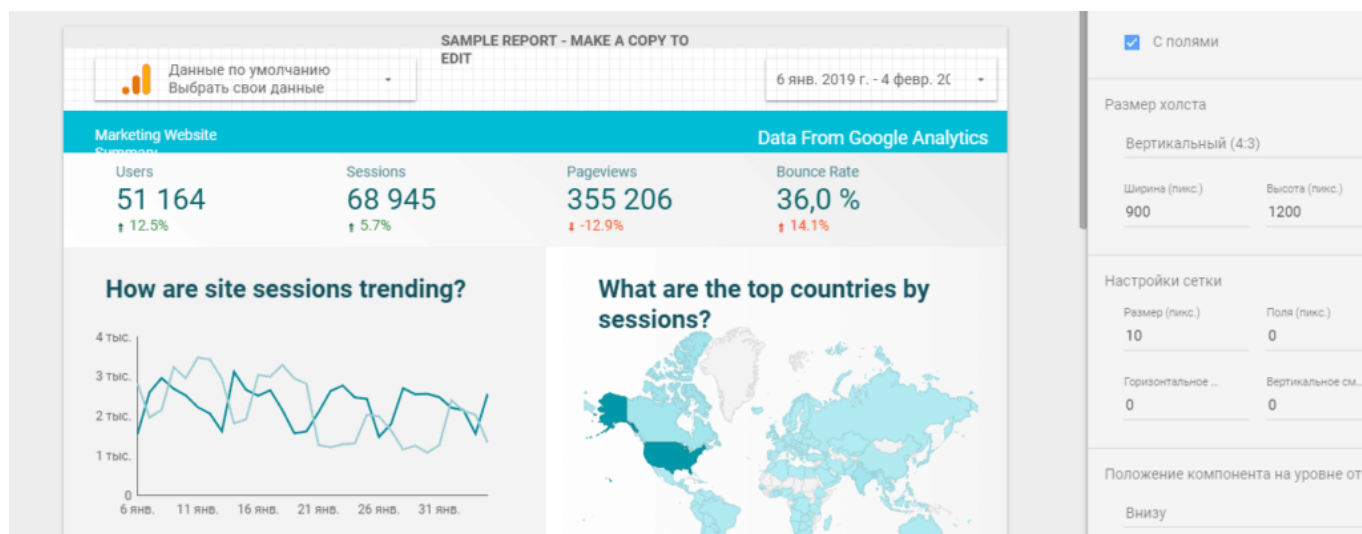 SAMPLE REPORT - MAKE A COPY TO
EDIT
Данные по умолчанию
Выбрать свои данные
6 янв. 2019 г. - 4 февр. 20
Marketing Website
Summary
Data From Google Analytics
Users
51 164
12.5%
Sessions
68 945
5.7%
Pageviews
355 206
-12.9%
Bounce Rate
36,0 %
14.1%
How are site sessions trending?
4 тыс.
3 тыс.
2 тыс.
1 тыс.
0
6 янв. 11 янв. 16 янв. 21 янв. 26 янв. 31 янв.
What are the top countries by
sessions?
С полями
Размер холста
Вертикальный (4:3)
Ширина (пикс.) Высота (пикс.)
900 1200
Настройки сетки
Размер (пикс.) Поля (пикс.)
10 0
Горизонтальное ... Вертикальное см...
0 0
Положение компонента на уровне от
Внизу